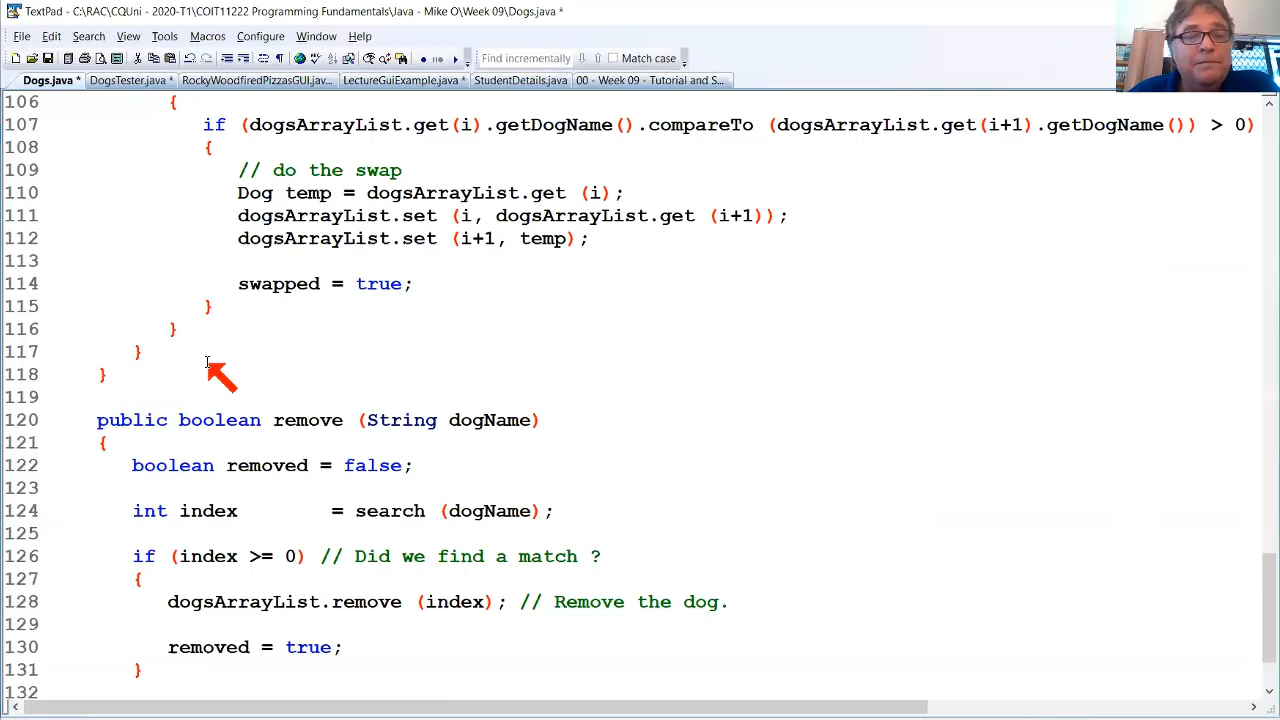 TextPad - C:\RAC\CQUni - 2020-T1\COIT11222 Programming Fundamentals\Java - Mike O\Week 09\Dogs.java *
File Edit Search View Tools Macros Configure Window Help
Find incrementally Match case
Dogs.java * DogsTester.java * RockyWoodfiredPizzasGUI.jav... LectureGuiExample.java * StudentDetails.java 00 - Week 09 - Tutorial and S...
106 {
107 if (dogsArrayList.get(i).getDogName().compareTo (dogsArrayList.get(i+1).getDogName()) > 0)
108 {
109 // do the swap
110 Dog temp = dogsArrayList.get (i);
111 dogsArrayList.set (i, dogsArrayList.get (i+1));
112 dogsArrayList.set (i+1, temp);
113
114 swapped = true;
115 }
116 }
117 }
118 }
119
120 public boolean remove (String dogName)
121 {
122 boolean removed = false;
123
124 int index = search (dogName);
125
126 if (index >= 0) // Did we find a match ?
127 {
128 dogsArrayList.remove (index); // Remove the dog.
129
130 removed = true;
131 }
132